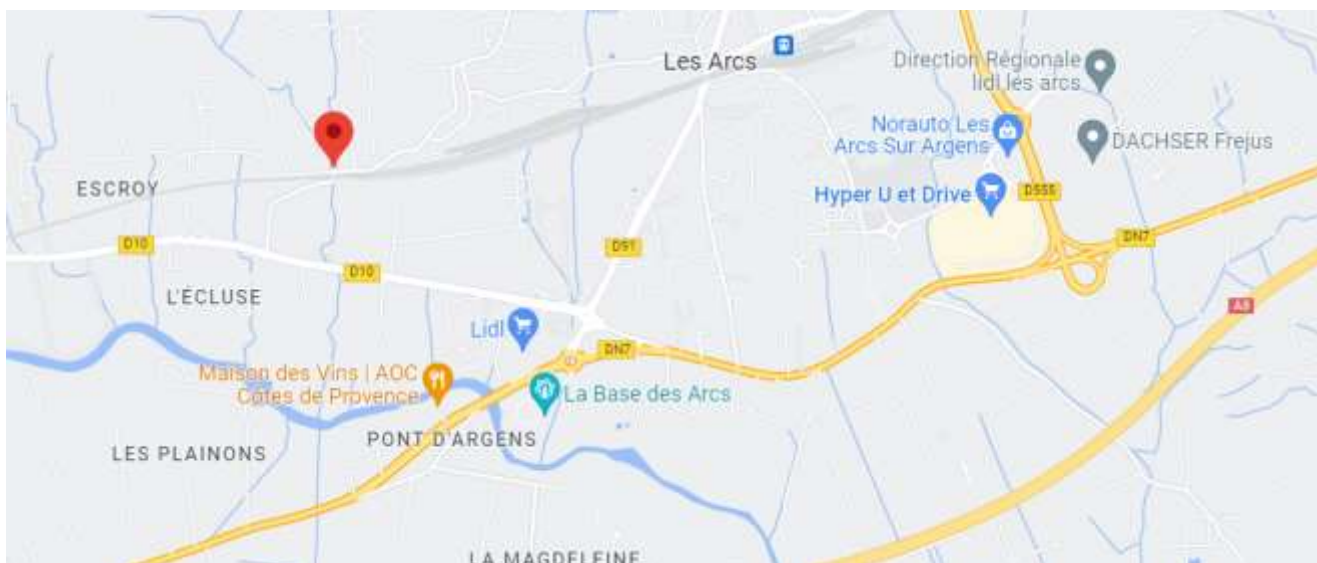 Les Arcs
Direction Régionale
lidl les arcs
Norauto Les
Arcs Sur Argens
DACHSER Frejus
ESCROY
Hyper U et Drive
D555
D10
D91
DN7
D10
L'ÉCLUSE
A8
Lidl
DN7
Maison des Vins | AOC
Côtes de Provence
La Base des Arcs
PONT D'ARGENS
LES PLAINONS
LA MAGDELEINE